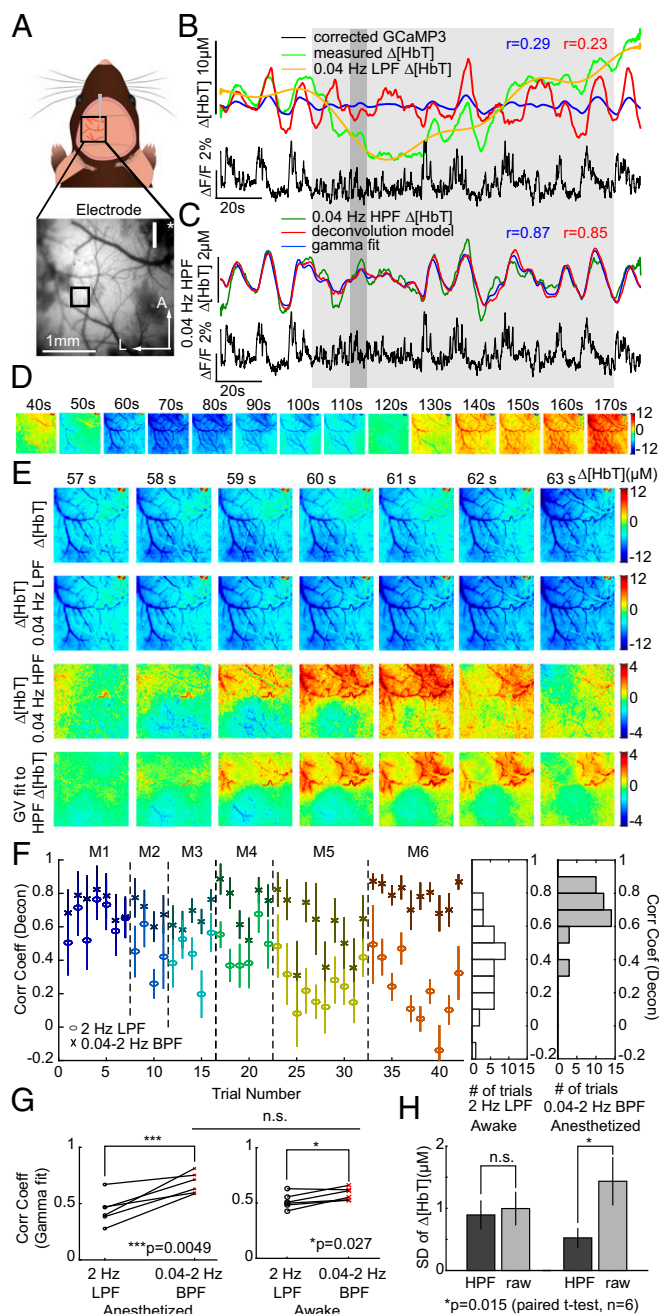 A
Electrode
*
A
L
1mm
B
corrected GCaMP3
measured Δ[HbT]
0.04 Hz LPF Δ[HbT]
r=0.29 r=0.23
Δ[HbT] 10μM
ΔF/F 2%
20s
C
0.04 Hz HPF Δ[HbT]
deconvolution model
gamma fit
r=0.87 r=0.85
0.04 Hz HPF
Δ[HbT] 2μM
ΔF/F 2%
20s
D
40s 50s 60s 70s 80s 90s 100s 110s 120s 130s 140s 150s 160s 170s
12
0
-12
E
57 s 58 s 59 s 60 s 61 s 62 s 63 s Δ[HbT](μM)
Δ[HbT]
12
-12
Δ[HbT]
0.04 Hz LPF
12
-12
Δ[HbT]
0.04 Hz HPF
4
-4
GV fit to
HPF Δ[HbT]
4
-4
F
M1 M2 M3 M4 M5 M6
Corr Coeff (Decon)
0.8
0.6
0.4
0.2
0
-0.2
2 Hz LPF
0.04-2 Hz BPF
0 5 10 15 20 25 30 35 40
Trial Number
0 5 10 15
# of trials
2 Hz LPF
Awake
0 5 10 15
# of trials
0.04-2 Hz BPF
Anesthetized
1
0.8
0.6
0.4
0.2
0
-0.2
Corr Coef (Decon)
G
n.s.
Corr Coeff
(Gamma fit)
1
0.5
0
***
***p=0.0049
2 Hz
LPF
0.04-2 Hz
BPF
Anesthetized
1
0.5
0
*
*p=0.027
2 Hz
LPF
0.04-2 Hz
BPF
Awake
H
SD of Δ[HbT](μM)
2
1
0
n.s.
*
HPF raw HPF raw
*p=0.015 (paired t-test, n=6)